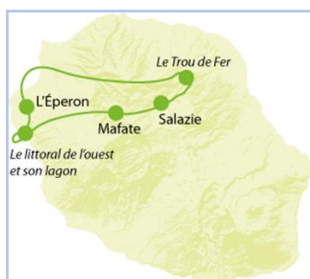 Le Trou de Fer
L'Éperon
Salazie
Mafate
Le littoral de l'ouest
et son lagon